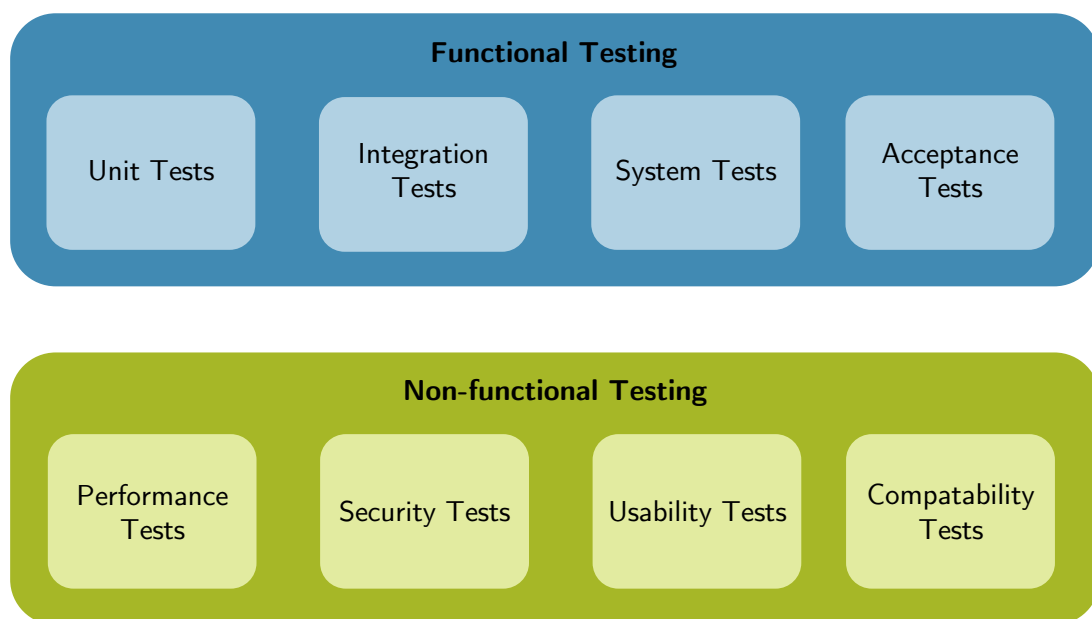 Functional Testing
Unit Tests
Integration
Tests
System Tests
Acceptance
Tests
Non-functional Testing
Performance
Tests
Security Tests
Usability Tests
Compatability
Tests